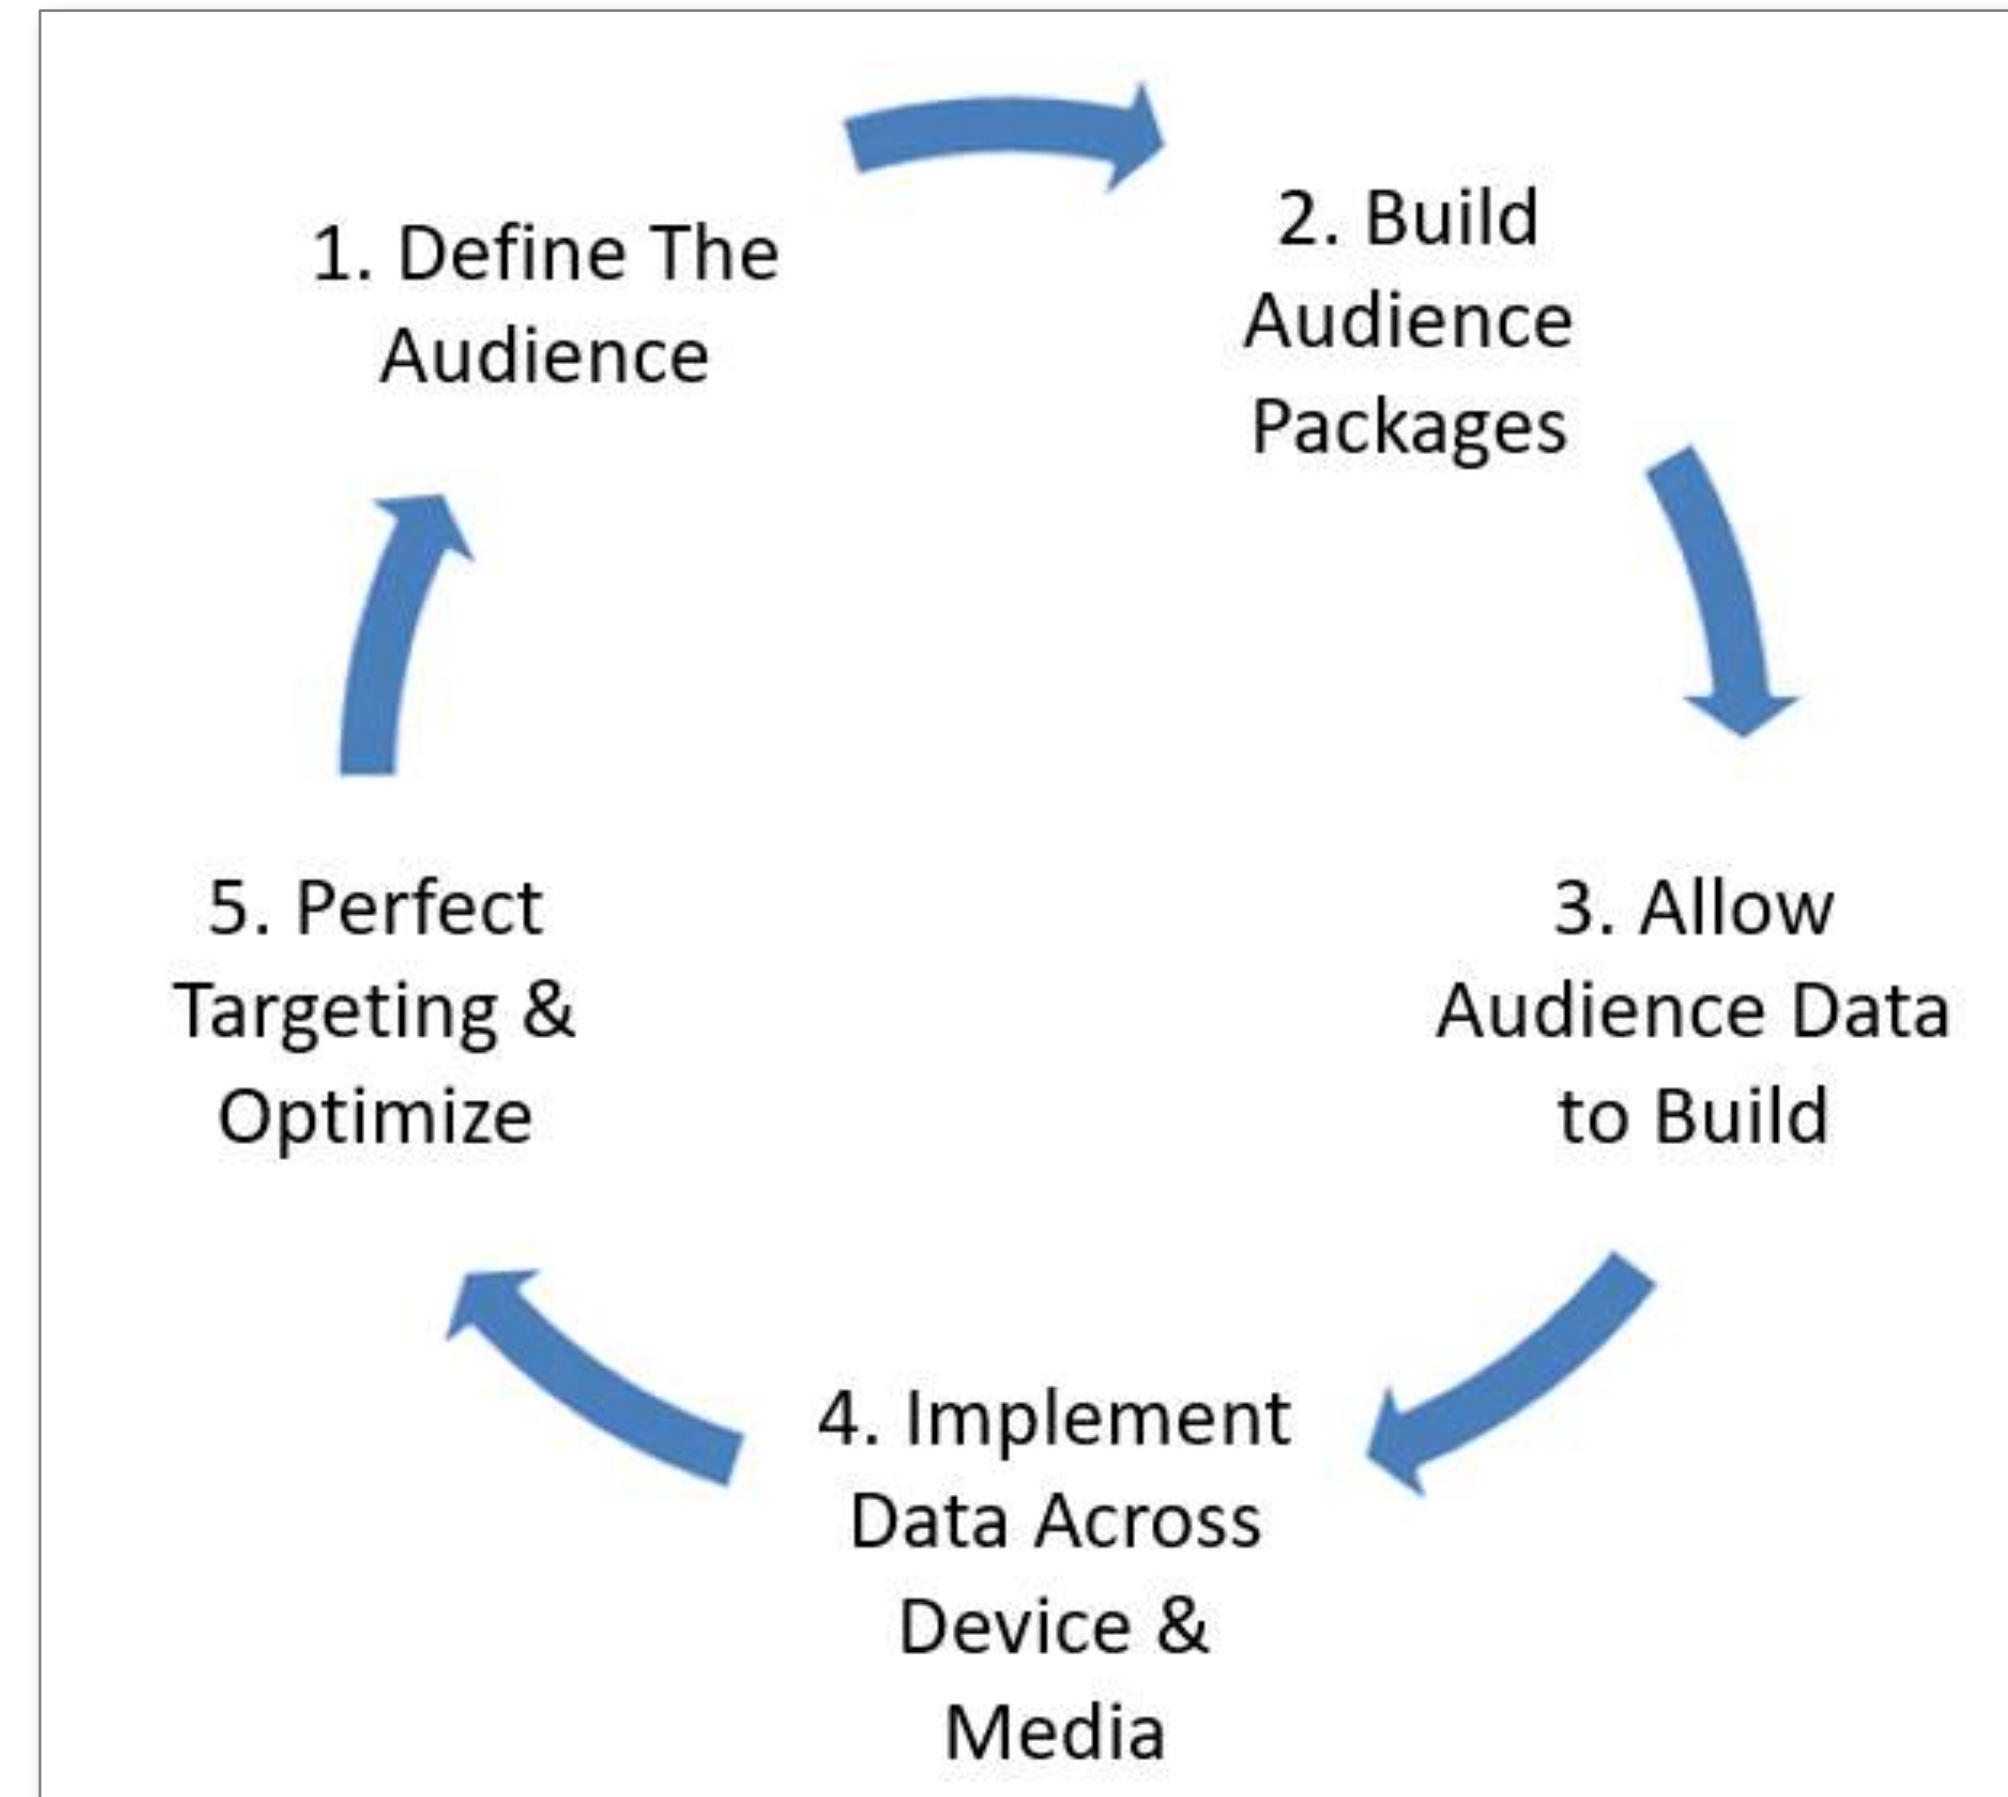 1. Define The
Audience
2. Build
Audience
Packages
3. Allow
Audience Data
to Build
4. Implement
Data Across
Device &
Media
5. Perfect
Targeting &
Optimize